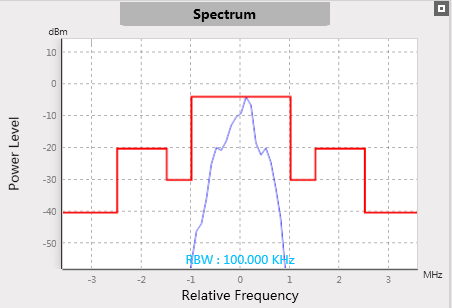 Spectrum
dBm
10
0
-10
-20
-30
-40
-50
Power Level
RBW : 100.000 KHz
-3
-2
-1
0
1
2
3
MHz
Relative Frequency